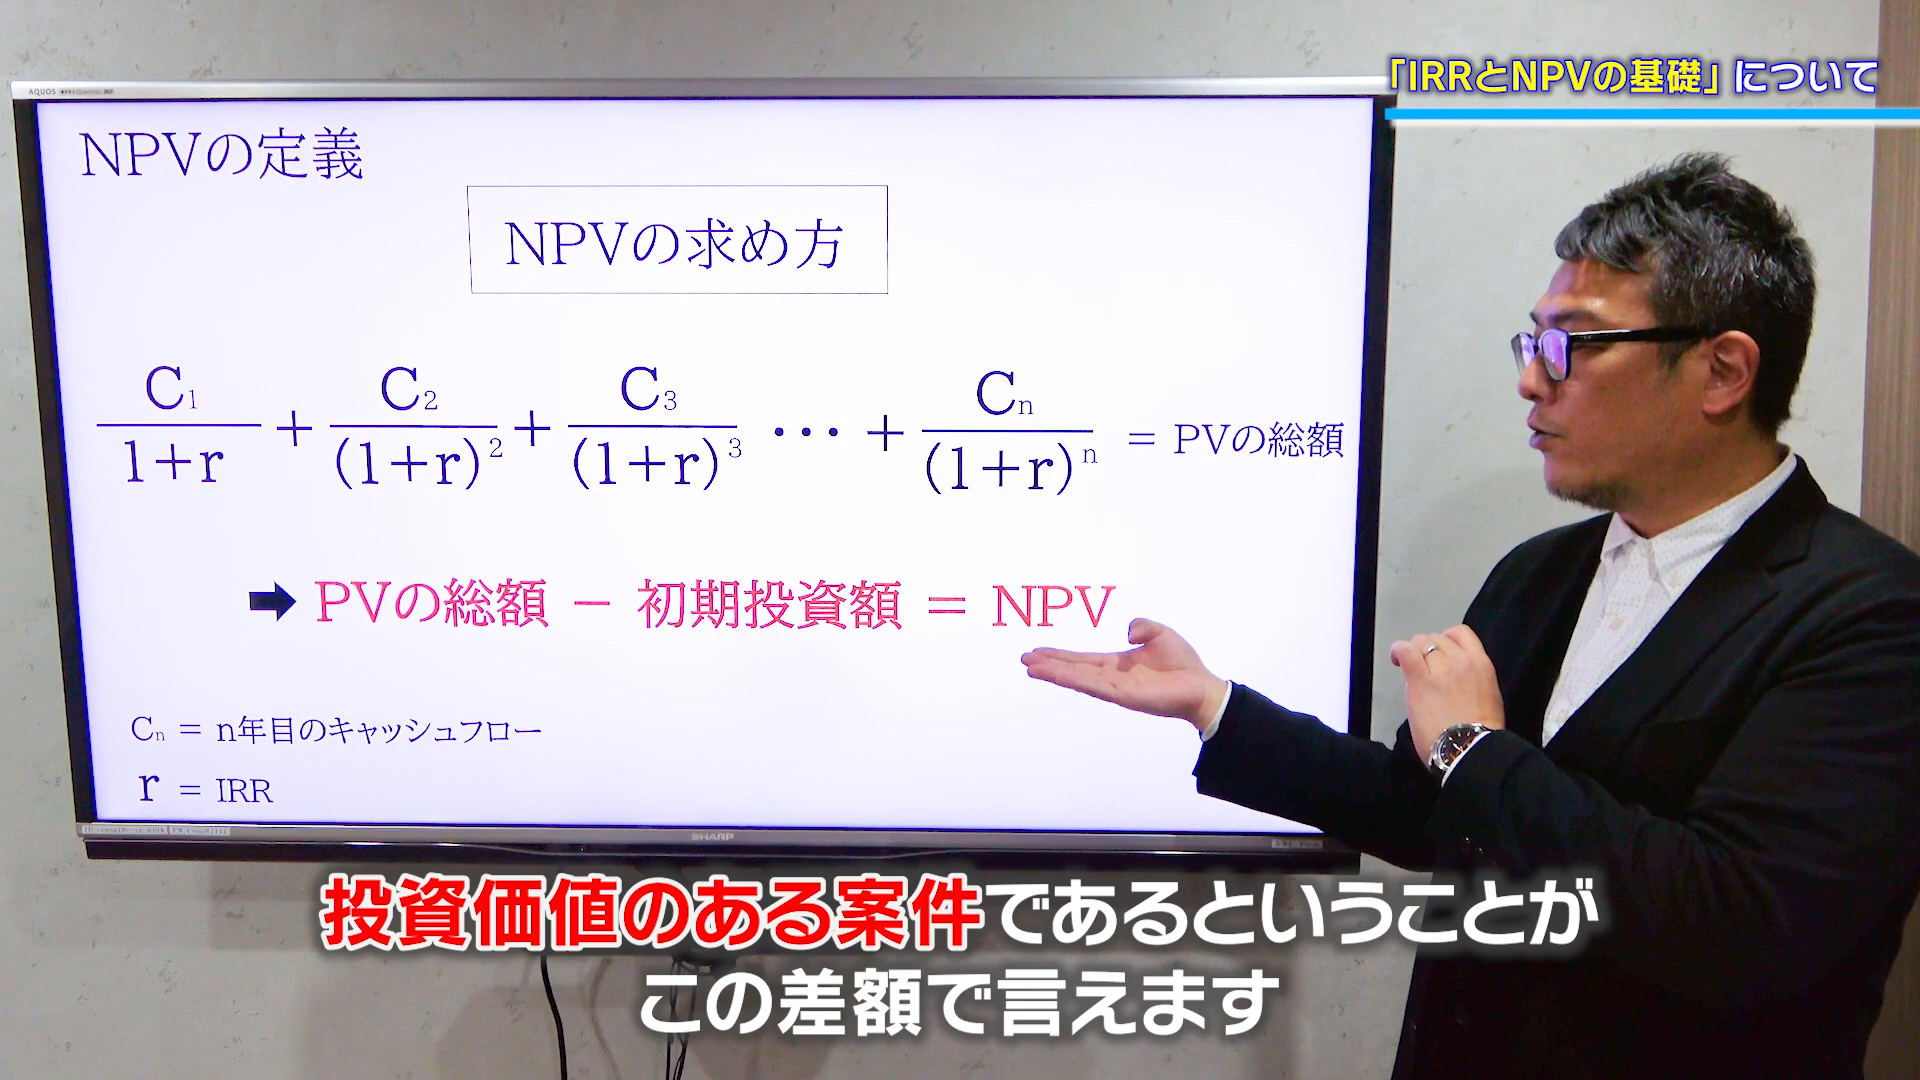 「IRRとNPVの基礎」について
AQUOS
NPVの定義
NPVの求め方
C1/1+r + C2/(1+r)2 + C3/(1+r)3 ・・・ + Cn/(1+r)n = PVの総額
➡ PVの総額 − 初期投資額 = NPV
Cn = n年目のキャッシュフロー
r = IRR
SHARP
投資価値のある案件であるということが
この差額で言えます